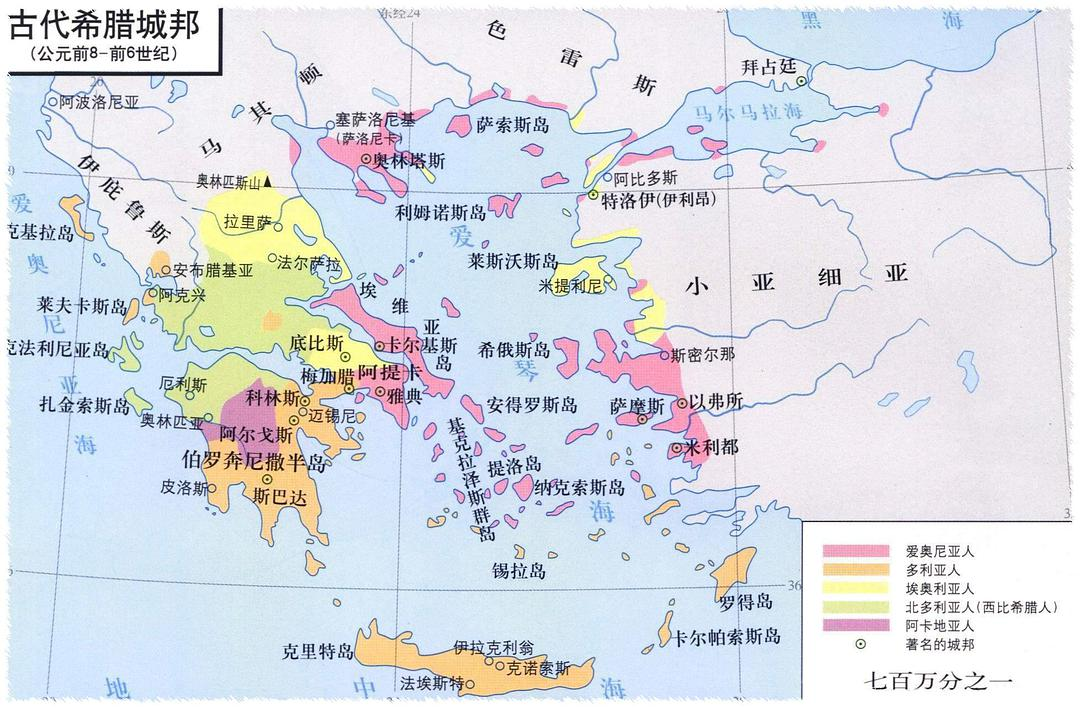 古代希腊城邦
(公元前8-前6世纪)
东经24
黑海
色雷斯
拜占廷
马尔马拉海
阿波洛尼亚
马其顿
塞萨洛尼基
(萨洛尼卡)
萨索斯岛
奥林塔斯
伊庇鲁斯
奥林匹斯山
阿比多斯
特洛伊(伊利昂)
利姆诺斯岛
拉里萨
克基拉岛
爱奥尼亚海
爱琴海
法尔萨拉
安布腊基亚
莱斯沃斯岛
米提利尼
小亚细亚
阿克兴
莱夫卡斯岛
埃维亚岛
克法利尼亚岛
底比斯
卡尔基斯
希俄斯岛
斯密尔那
梅加腊
阿提卡
厄利斯
科林斯
雅典
扎金索斯岛
奥林匹亚
迈锡尼
安得罗斯岛
萨摩斯
以弗所
阿尔戈斯
基克拉泽斯群岛
米利都
伯罗奔尼撒半岛
提洛岛
皮洛斯
斯巴达
纳克索斯岛
锡拉岛
36
罗得岛
卡尔帕索斯岛
克里特岛
伊拉克利翁
克诺索斯
法埃斯特
地中海
爱奥尼亚人
多利亚人
埃奥利亚人
北多利亚人(西比希腊人)
阿卡地亚人
著名的城邦
七百万分之一